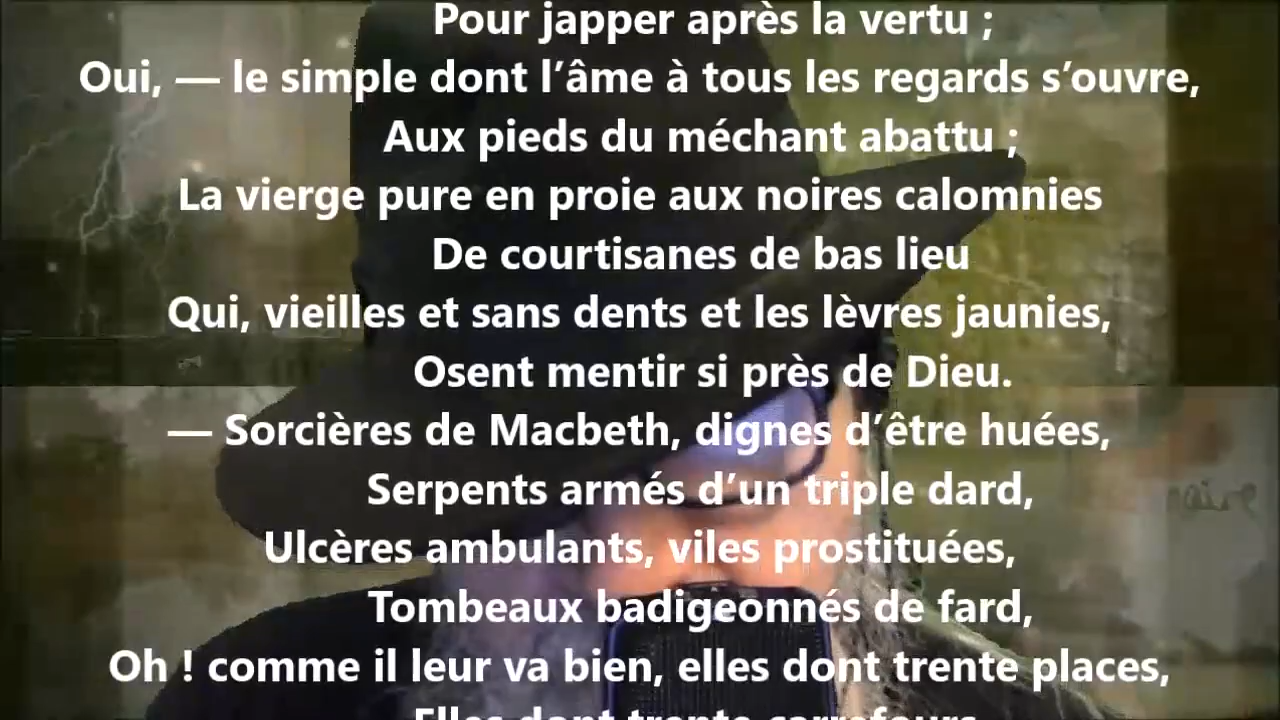 Pour japper après la vertu ;
Oui, — le simple dont l’âme à tous les regards s’ouvre,
Aux pieds du méchant abattu ;
La vierge pure en proie aux noires calomnies
De courtisanes de bas lieu
Qui, vieilles et sans dents et les lèvres jaunies,
Osent mentir si près de Dieu.
— Sorcières de Macbeth, dignes d’être huées,
Serpents armés d’un triple dard,
Ulcères ambulants, viles prostituées,
Tombeaux badigeonnés de fard,
Oh ! comme il leur va bien, elles dont trente places,
Elles dont trente carrefours